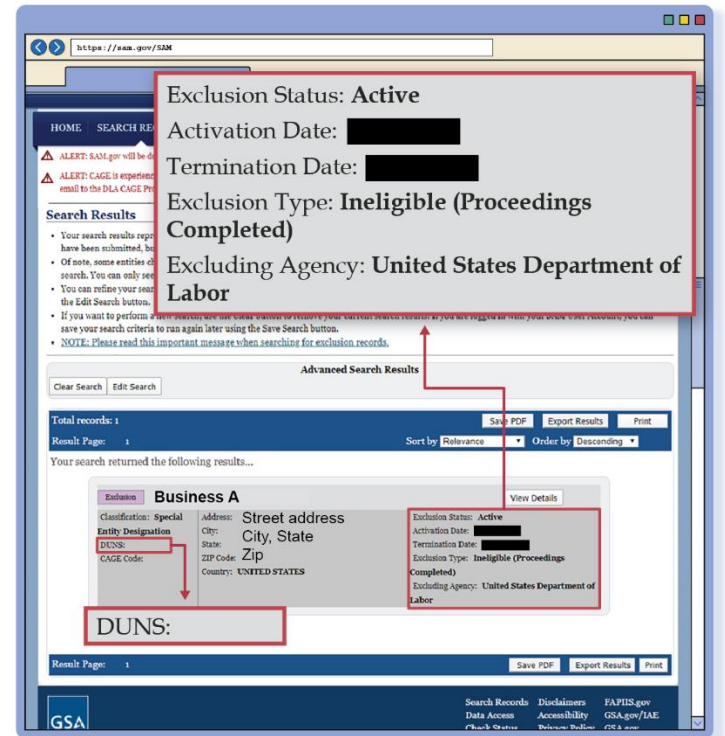 https://sam.gov/SAM
Exclusion Status: Active
Activation Date:
Termination Date:
Exclusion Type: Ineligible (Proceedings
Completed)
Excluding Agency: United States Department of
Labor
HOME SEARCH RE
ALERT: SAM.gov will be de
ALERT: CAGE is experienc
email to the DLA CAGE Pro
Search Results
• Your search results repr
have been submitted, bu
• Of note, some entities ch
search. You can only see
• You can refine your sear
the Edit Search button.
• If you want to perform a new search, use the Clear button to remove your current search results. If you are logged in with your SAM User Account, you can
save your search criteria to run again later using the Save Search button.
• NOTE: Please read this important message when searching for exclusion records.
Advanced Search Results
Clear Search Edit Search
Total records: 1 Save PDF Export Results Print
Result Page: 1 Sort by Relevance Order by Descending
Your search returned the following results...
Exclusion Business A View Details
Classification: Special
Entity Designation
DUNS:
CAGE Code:
Address: Street address
City: City, State
State:
ZIP Code: Zip
Country: UNITED STATES
Exclusion Status: Active
Activation Date:
Termination Date:
Exclusion Type: Ineligible (Proceedings
Completed)
Excluding Agency: United States Department of
Labor
DUNS:
Result Page: 1 Save PDF Export Results Print
GSA
Search Records Disclaimers FAPIIS.gov
Data Access Accessibility GSA.gov/IAE
Check Status Privacy Policy GSA.gov